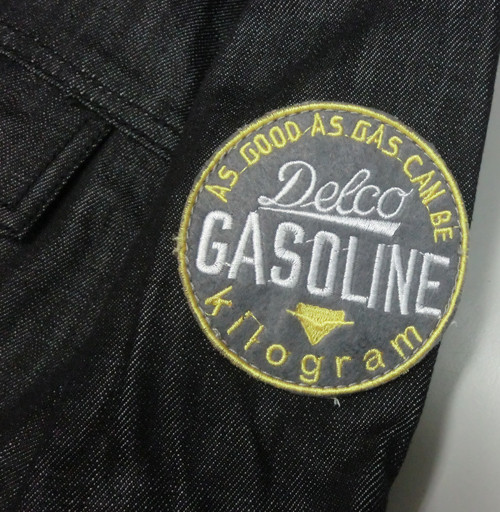 AS GOOD AS GAS CAN BE
Delco
GASOLINE
kilogram